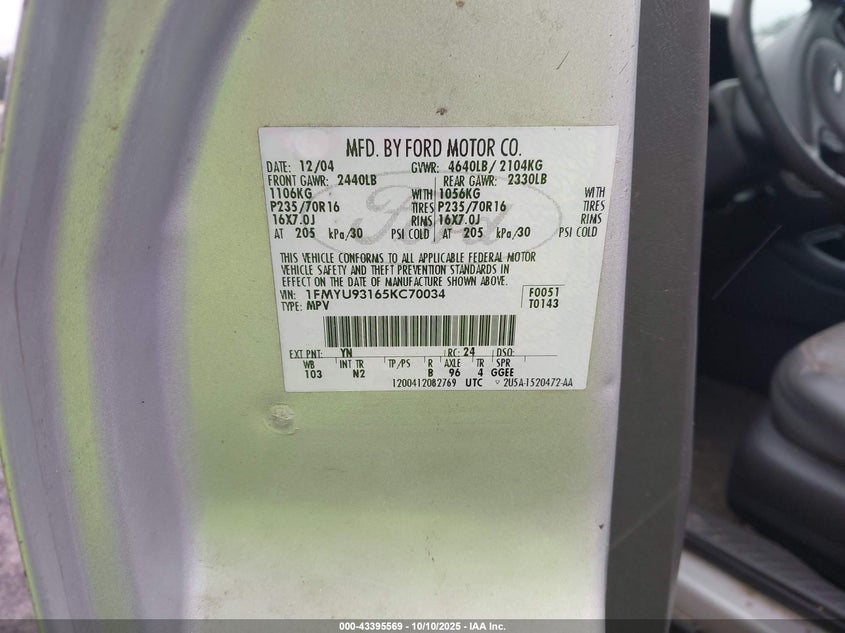 MFD. BY FORD MOTOR CO.
DATE: 12/04 GVWR: 4640LB/ 2104KG
FRONT GAWR: 2440LB REAR GAWR: 2330LB
1106KG WITH 1056KG WITH
P235/70R16 TIRES P235/70R16 TIRES
16X7.0J RIMS 16X7.0J RIMS
AT 205 kPa/30 PSI COLD AT 205 kPa/30 PSI COLD
Ford
THIS VEHICLE CONFORMS TO ALL APPLICABLE FEDERAL MOTOR
VEHICLE SAFETY AND THEFT PREVENTION STANDARDS IN
EFFECT ON THE DATE OF MANUFACTURE SHOWN ABOVE.
VIN: 1FMYU93165KC70034 F0051
TYPE: MPV T0143
EXT PNT: YN RC: 24 DSO:
WB INT TR TP/PS R AXLE TR SPR
103 N2 B 96 4 GGEE
1200412082769 UTC 2U5A-1520472-AA
000-43395569 - 10/10/2025 - IAA Inc.